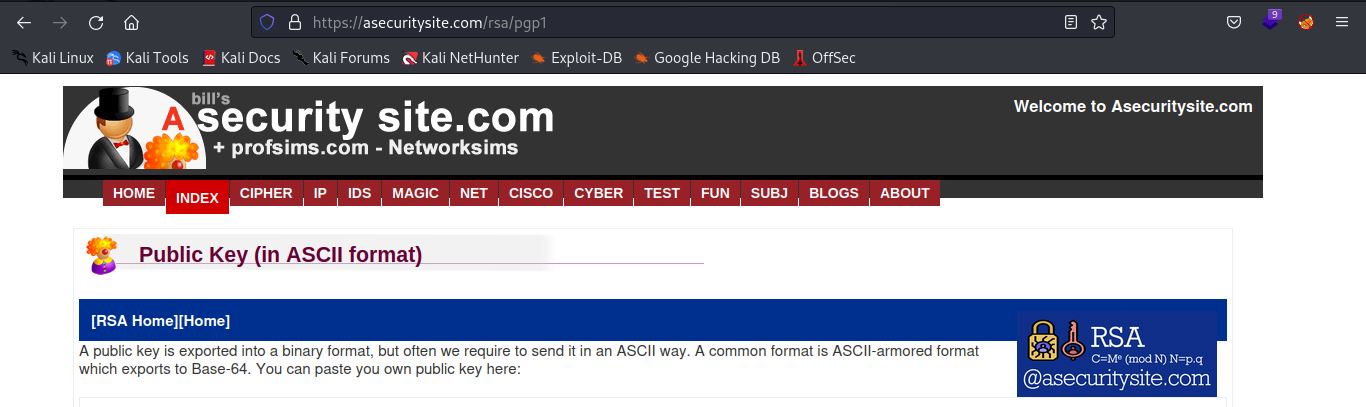 https://asecuritysite.com/rsa/pgp1
9
Kali Linux Kali Tools Kali Docs Kali Forums Kali NetHunter Exploit-DB Google Hacking DB OffSec
bill's
A security site.com
+ profsims.com - Networksims
Welcome to Asecuritysite.com
HOME INDEX CIPHER IP IDS MAGIC NET CISCO CYBER TEST FUN SUBJ BLOGS ABOUT
Public Key (in ASCII format)
[RSA Home][Home]
A public key is exported into a binary format, but often we require to send it in an ASCII way. A common format is ASCII-armored format
which exports to Base-64. You can paste you own public key here:
RSA
C=Mᵉ (mod N) N=p.q
@asecuritysite.com